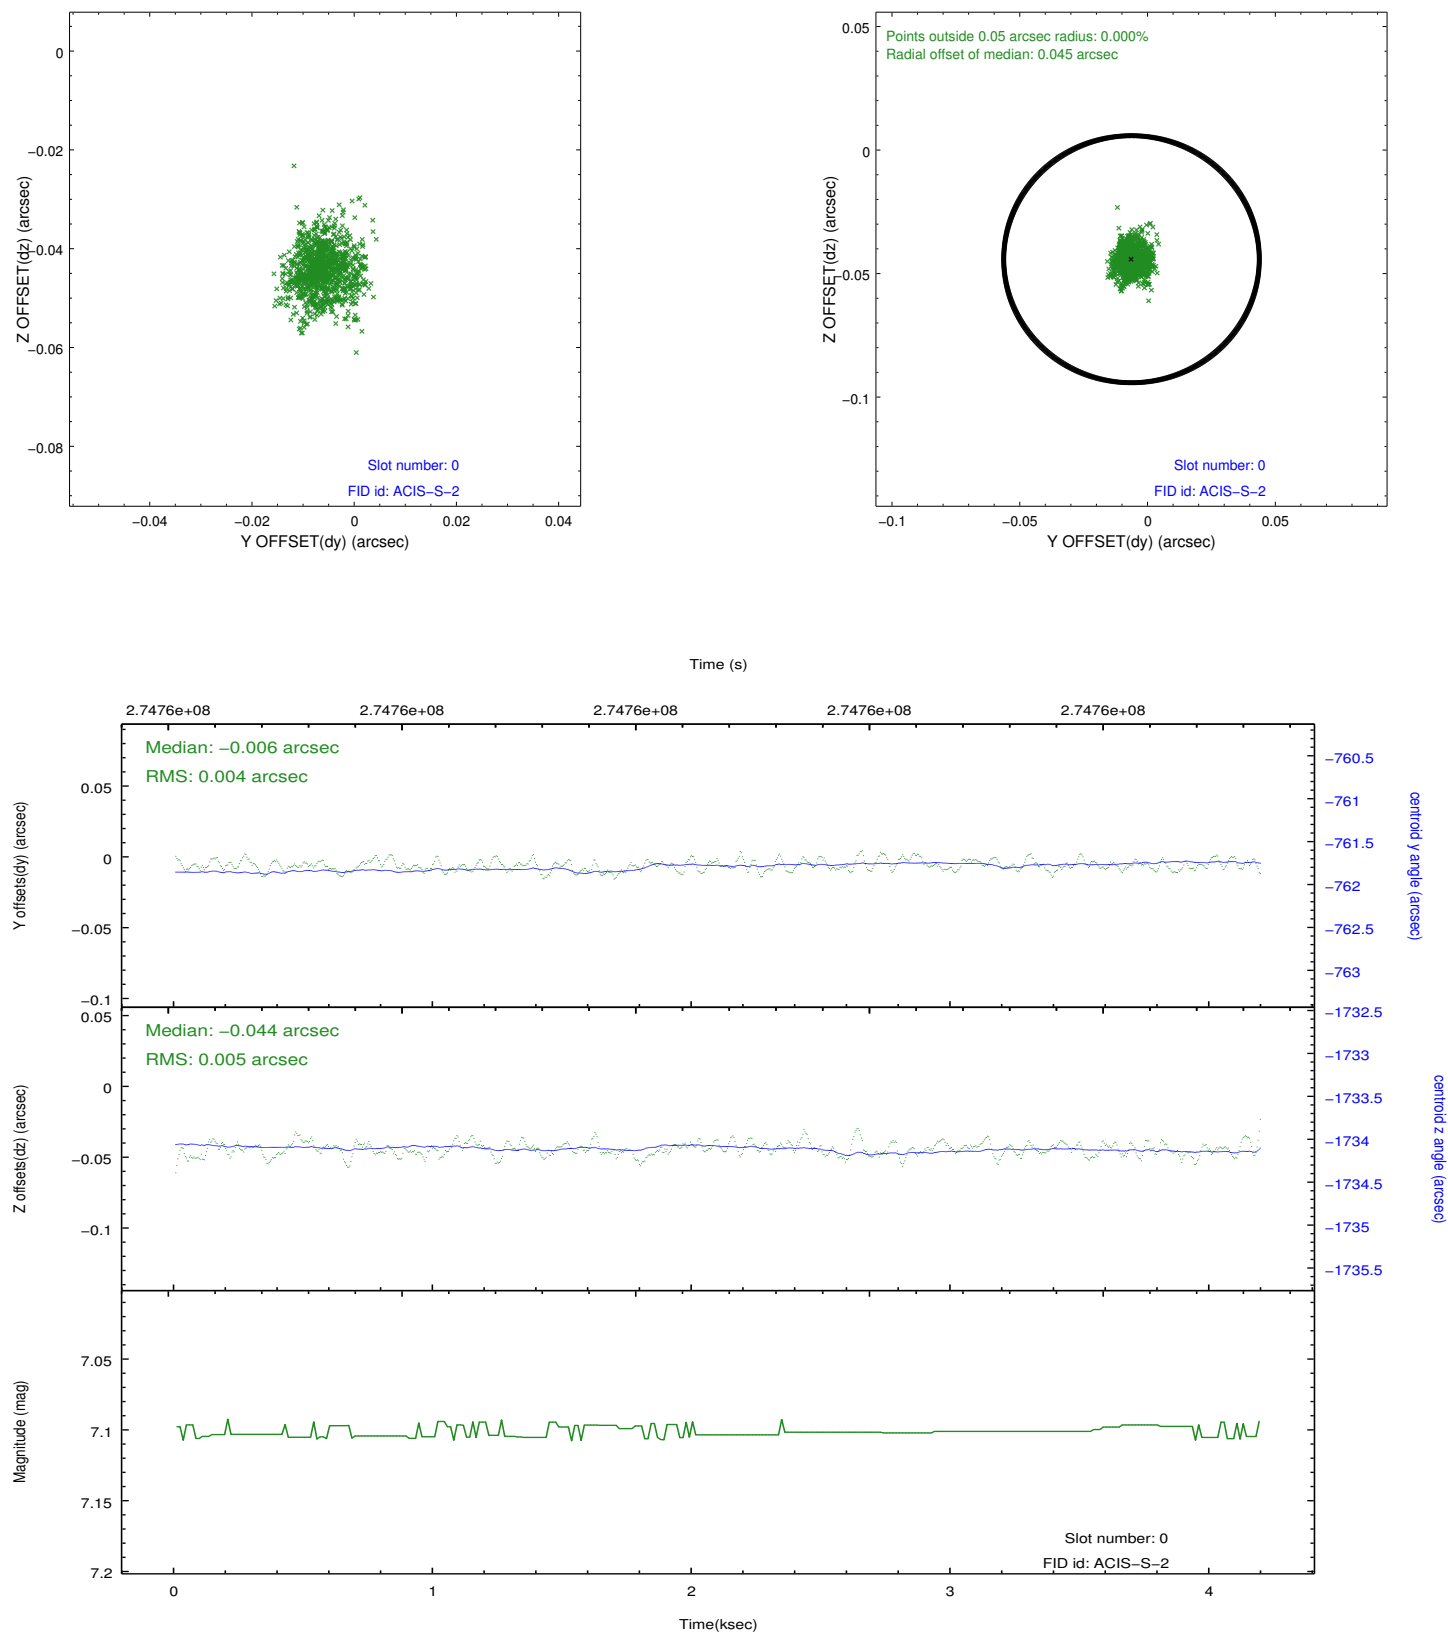 0
−0.02
−0.04
−0.06
−0.08
Z OFFSET(dz) (arcsec)
Slot number: 0
FID id: ACIS−S−2
−0.04 −0.02 0 0.02 0.04
Y OFFSET(dy) (arcsec)
0.05
0
−0.05
−0.1
Z OFFSET(dz) (arcsec)
Points outside 0.05 arcsec radius: 0.000%
Radial offset of median: 0.045 arcsec
Slot number: 0
FID id: ACIS−S−2
−0.1 −0.05 0 0.05
Y OFFSET(dy) (arcsec)
Time (s)
2.7476e+08 2.7476e+08 2.7476e+08 2.7476e+08 2.7476e+08
Median: −0.006 arcsec
RMS: 0.004 arcsec
0.05
0
−0.05
−0.1
Y offsets(dy) (arcsec)
−760.5
−761
−761.5
−762
−762.5
−763
centroid y angle (arcsec)
Median: −0.044 arcsec
RMS: 0.005 arcsec
0.05
0
−0.05
−0.1
Z offsets(dz) (arcsec)
−1732.5
−1733
−1733.5
−1734
−1734.5
−1735
−1735.5
centroid z angle (arcsec)
7.05
7.1
7.15
7.2
Magnitude (mag)
Slot number: 0
FID id: ACIS−S−2
0 1 2 3 4
Time(ksec)